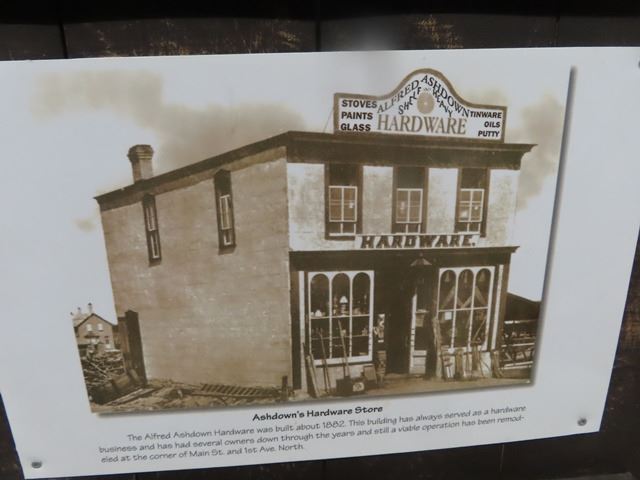 ALFRED ASHDOWN
STOVES
PAINTS
GLASS
HARDWARE
TINWARE
OILS
PUTTY
HARDWARE.
Ashdown's Hardware Store
The Alfred Ashdown Hardware was built about 1882. This building has always served as a hardware
business and has had several owners down through the years and still a viable operation has been remod-
eled at the corner of Main St. and 1st Ave. North.